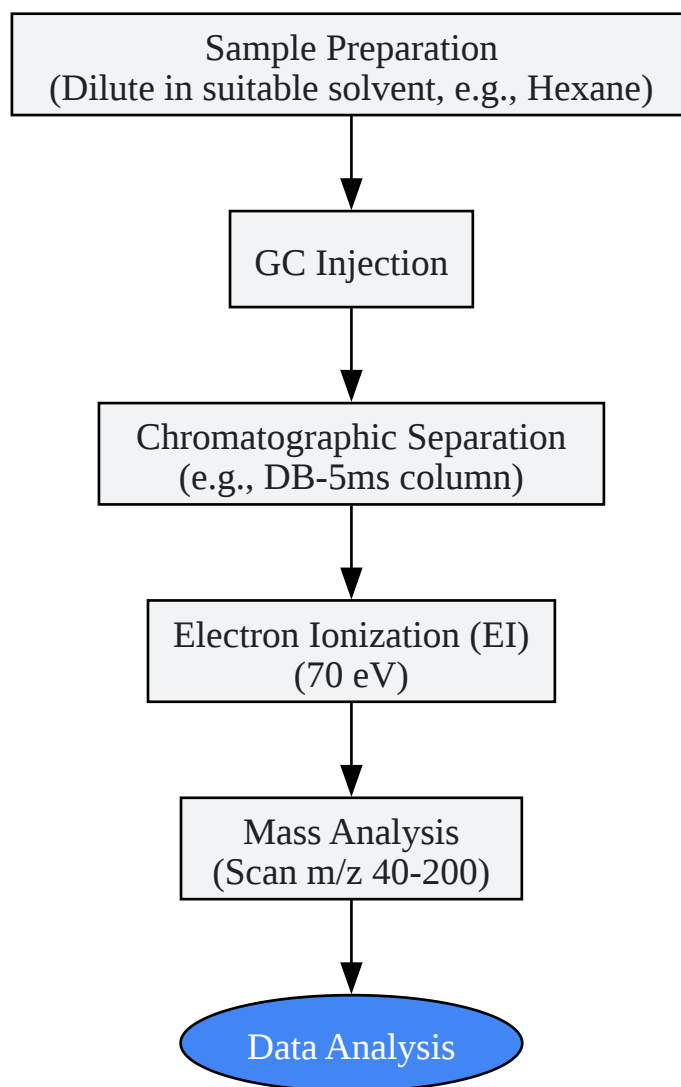 Sample Preparation
(Dilute in suitable solvent, e.g., Hexane)
GC Injection
Chromatographic Separation
(e.g., DB-5ms column)
Electron Ionization (EI)
(70 eV)
Mass Analysis
(Scan m/z 40-200)
Data Analysis